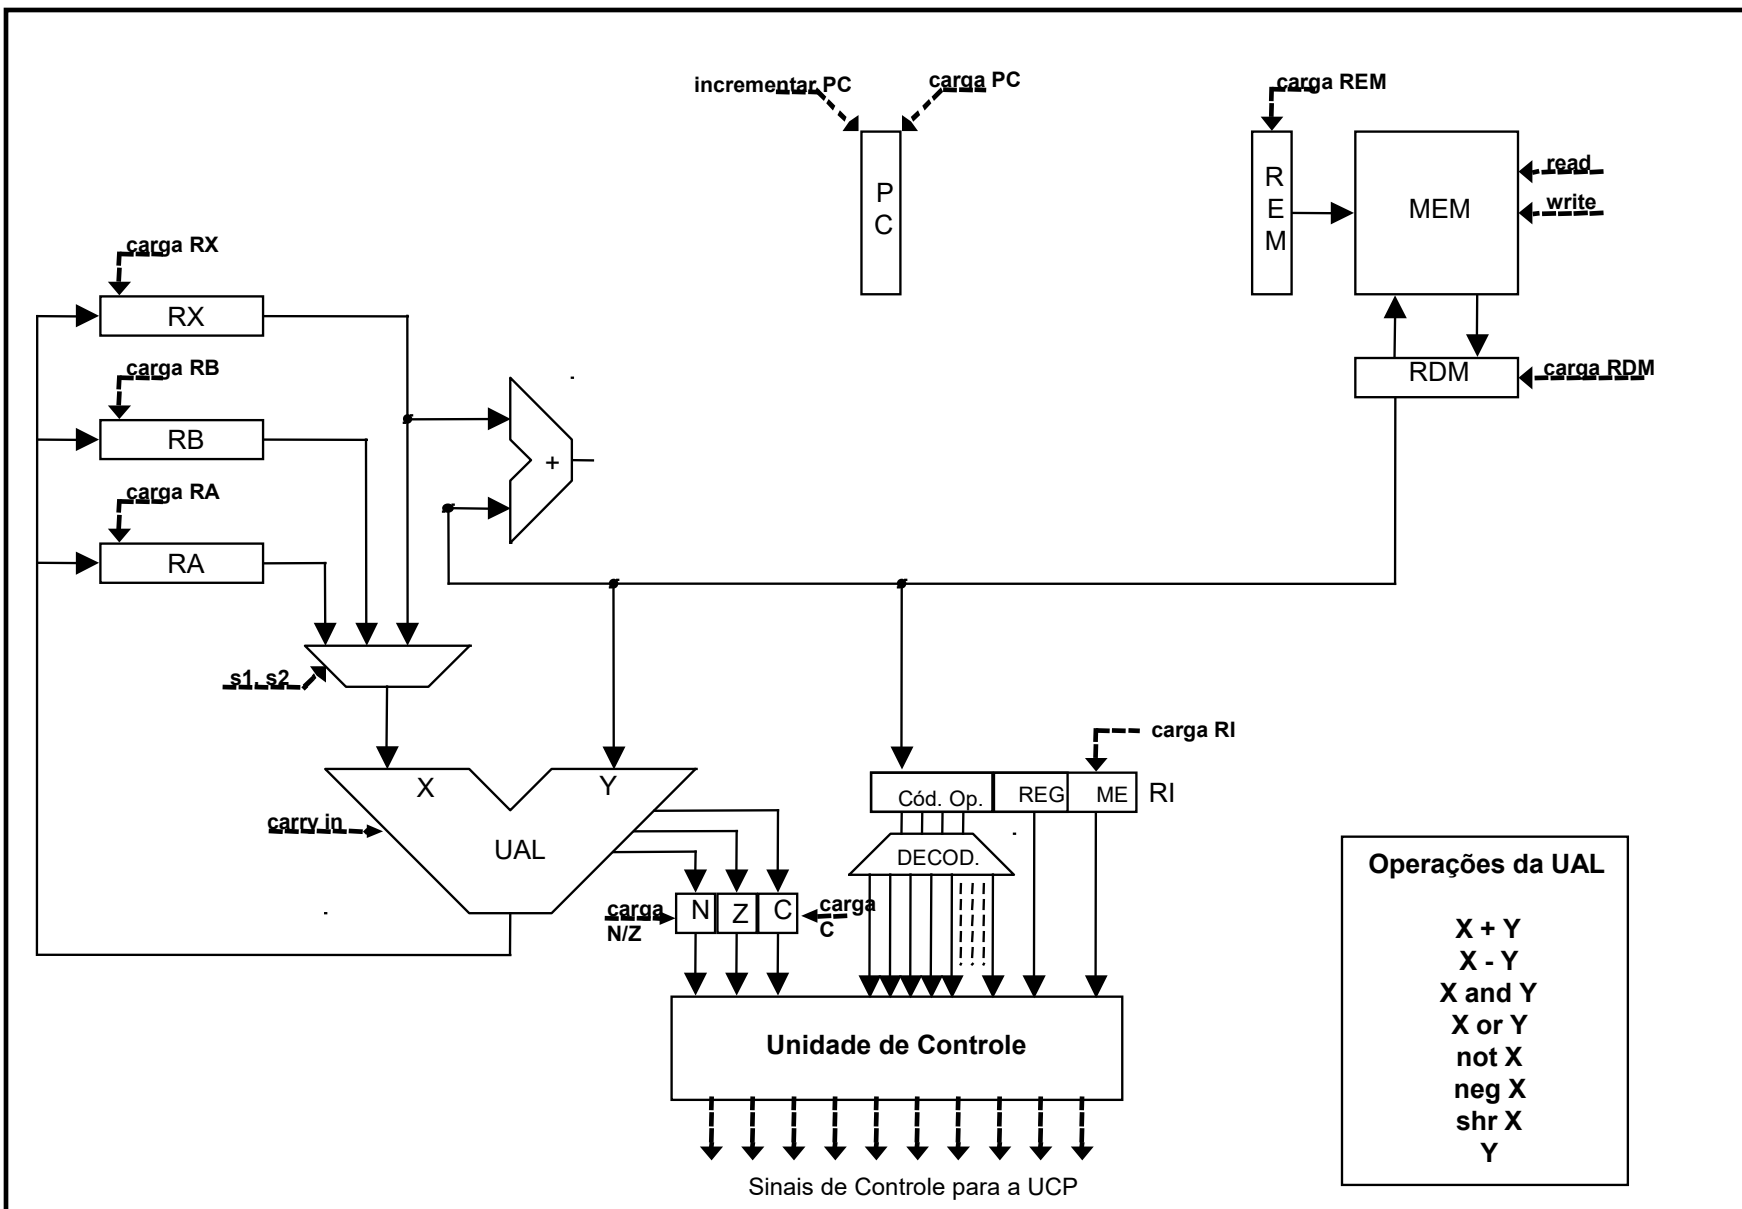 incrementar PC
carga PC
carga REM
P
C
R
E
M
MEM
read
write
carga RX
RX
carga RB
RB
carga RA
RA
+
RDM
carga RDM
s1, s2
X
Y
carry in
UAL
carga RI
Cód. Op.
REG
ME
RI
DECOD.
carga
N/Z
N
Z
C
carga
C
Unidade de Controle
Sinais de Controle para a UCP
Operações da UAL
X + Y
X - Y
X and Y
X or Y
not X
neg X
shr X
Y